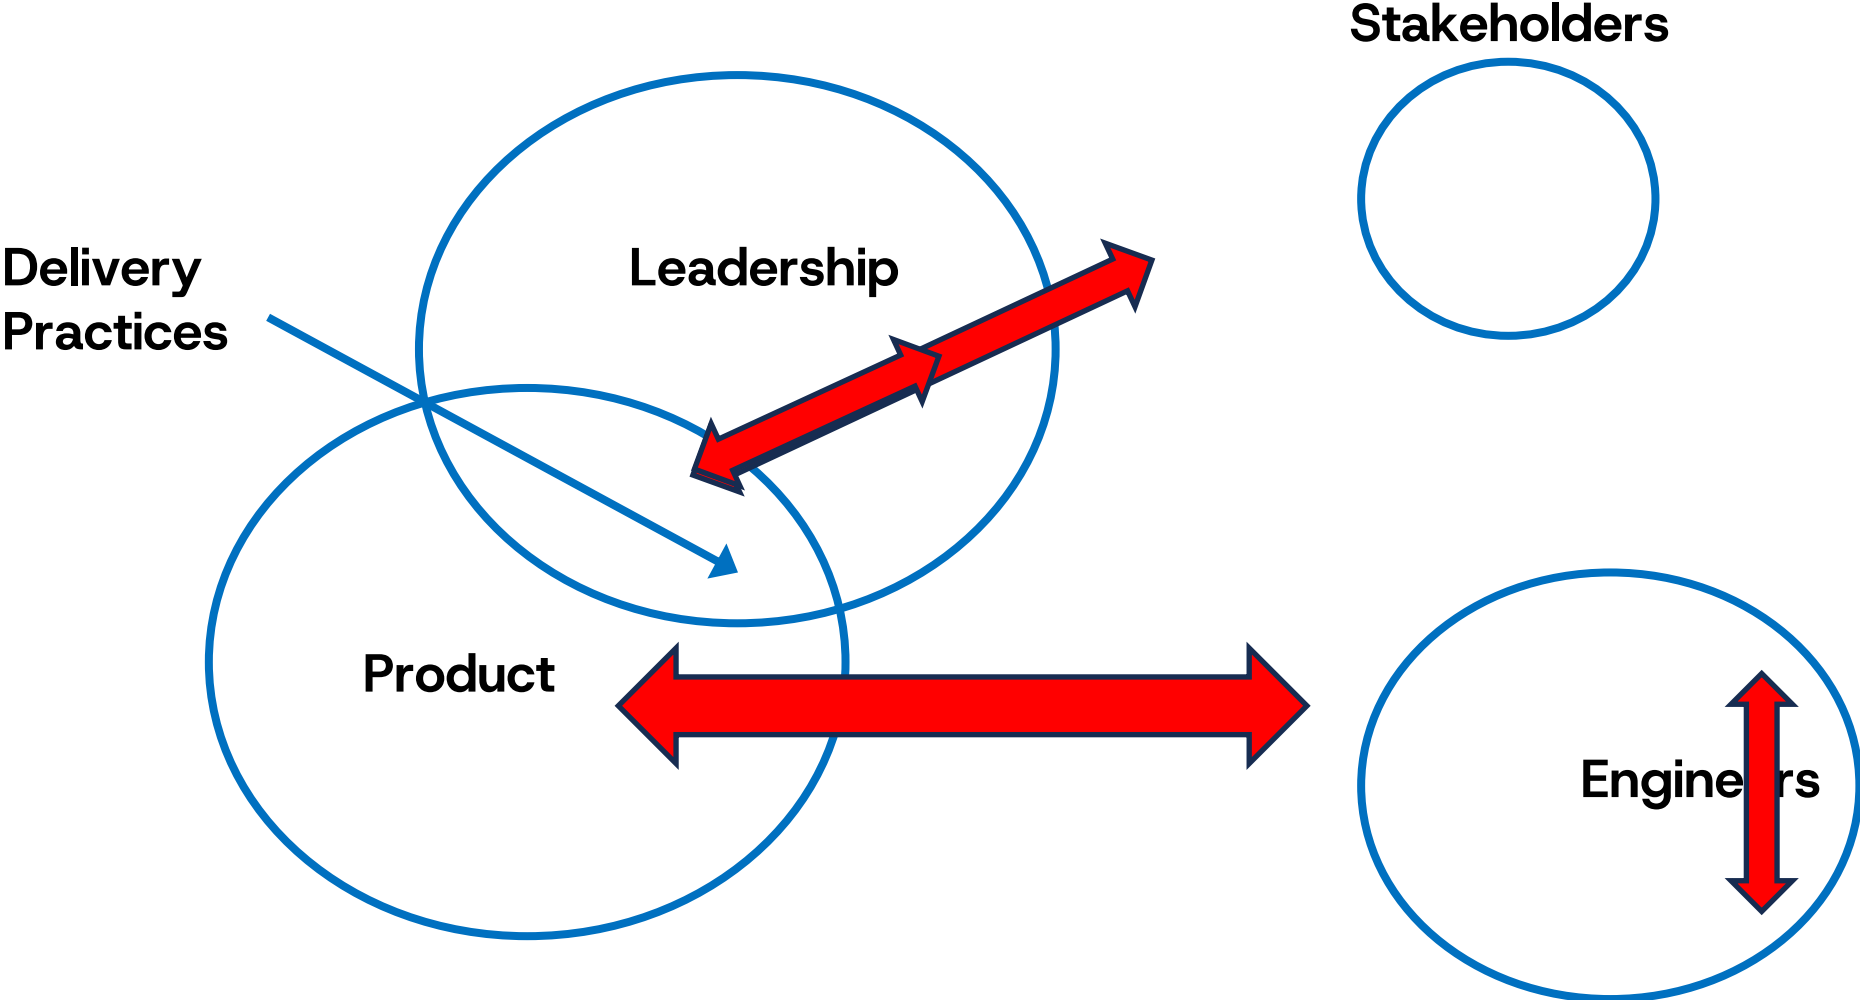 Stakeholders
Delivery
Practices
Leadership
Product
Engineers